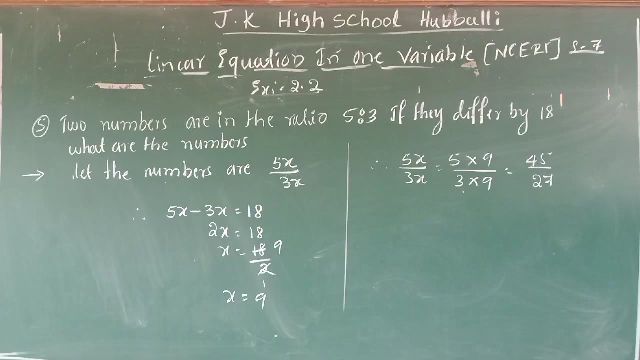 J.K High School Hubballi
Linear Equation In one Variable [NCERT]
Ex:- 2.2
⑤ Two numbers are in the ratio 5:3 If they differ by 18
what are the numbers
→ let the numbers are 5x/3x
∴ 5x - 3x = 18
2x = 18
x = 18/2 9
x = 9
∴ 5x/3x = 5 × 9/3 × 9 = 45/27